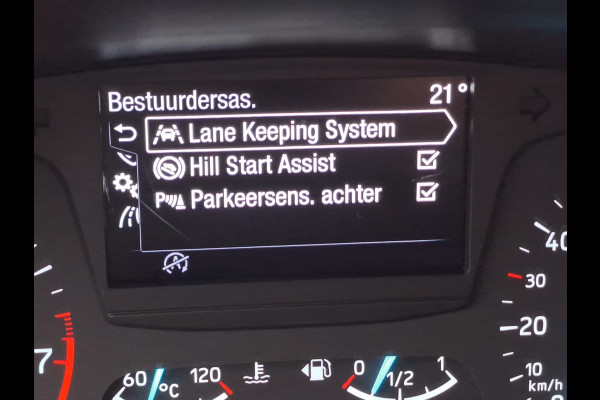 Bestuurdersas.
21°
Lane Keeping System
Hill Start Assist
Parkeersens. achter
40
30
20
10
km/h
7
60
°C
120
0
1/2
1